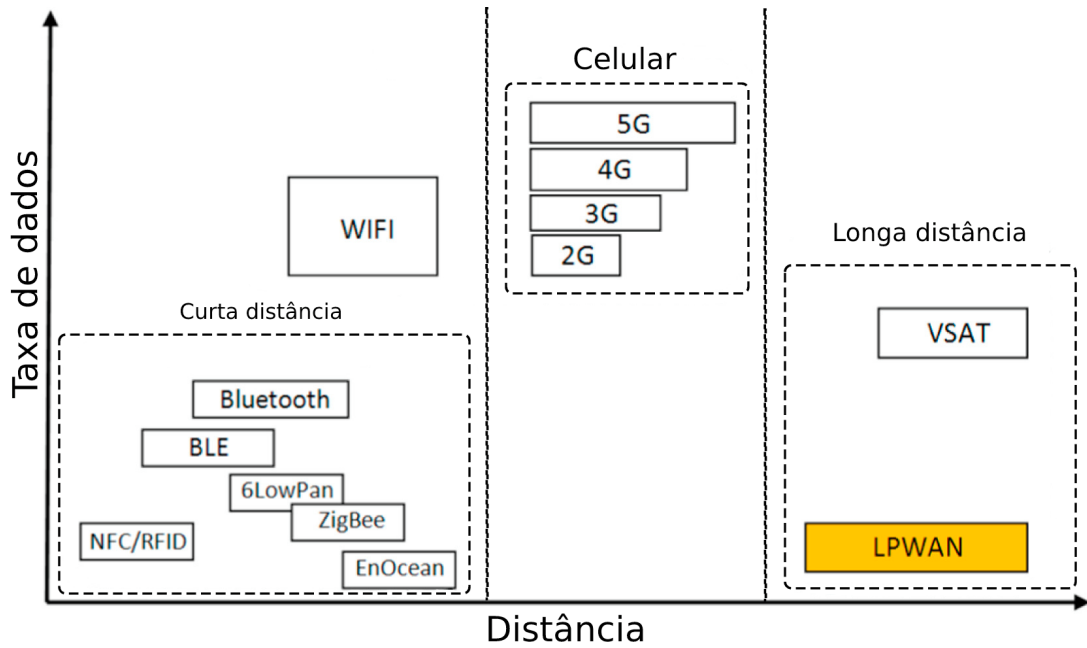 Taxa de dados
Celular
5G
4G
3G
2G
WIFI
Longa distância
VSAT
LPWAN
Curta distância
Bluetooth
BLE
6LowPan
ZigBee
NFC/RFID
EnOcean
Distância